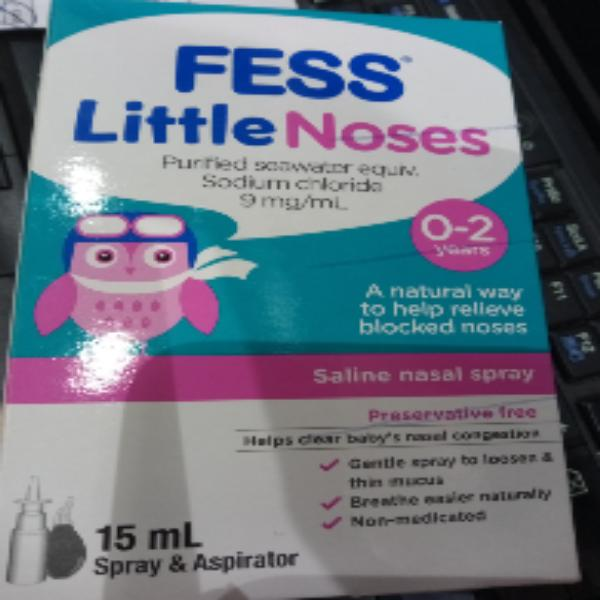 FESS®
Little Noses
Purified seawater equiv.
Sodium chloride
9 mg/mL
0-2
years
A natural way
to help relieve
blocked noses
Saline nasal spray
Preservative free
Helps clear baby's nasal congestion
Gentle spray to loosen &
thin mucus
Breathe easier naturally
Non-medicated
15 mL
Spray & Aspirator
F11
F12